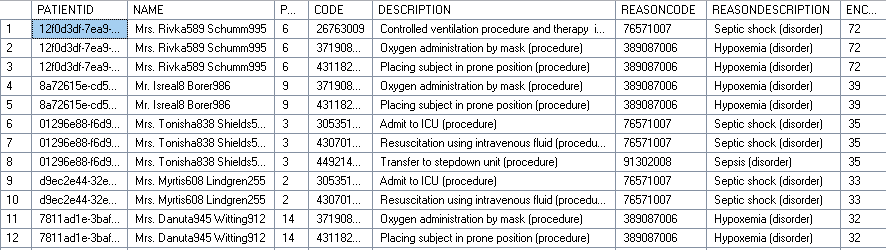 PATIENTID NAME P... CODE DESCRIPTION REASONCODE REASONDESCRIPTION ENC...
1 12f0d3df-7ea9-... Mrs. Rivka589 Schumm995 6 26763009 Controlled ventilation procedure and therapy i... 76571007 Septic shock (disorder) 72
2 12f0d3df-7ea9-... Mrs. Rivka589 Schumm995 6 371908... Oxygen administration by mask (procedure) 389087006 Hypoxemia (disorder) 72
3 12f0d3df-7ea9-... Mrs. Rivka589 Schumm995 6 431182... Placing subject in prone position (procedure) 389087006 Hypoxemia (disorder) 72
4 8a72615e-cd5... Mr. Isreal8 Borer986 9 371908... Oxygen administration by mask (procedure) 389087006 Hypoxemia (disorder) 39
5 8a72615e-cd5... Mr. Isreal8 Borer986 9 431182... Placing subject in prone position (procedure) 389087006 Hypoxemia (disorder) 39
6 01296e88-f6d9... Mrs. Tonisha838 Shields5... 3 305351... Admit to ICU (procedure) 76571007 Septic shock (disorder) 35
7 01296e88-f6d9... Mrs. Tonisha838 Shields5... 3 430701... Resuscitation using intravenous fluid (procedu... 76571007 Septic shock (disorder) 35
8 01296e88-f6d9... Mrs. Tonisha838 Shields5... 3 449214... Transfer to stepdown unit (procedure) 91302008 Sepsis (disorder) 35
9 d9ec2e44-32e... Mrs. Myrtis608 Lindgren255 2 305351... Admit to ICU (procedure) 76571007 Septic shock (disorder) 33
10 d9ec2e44-32e... Mrs. Myrtis608 Lindgren255 2 430701... Resuscitation using intravenous fluid (procedu... 76571007 Septic shock (disorder) 33
11 7811ad1e-3baf... Mrs. Danuta945 Witting912 14 371908... Oxygen administration by mask (procedure) 389087006 Hypoxemia (disorder) 32
12 7811ad1e-3baf... Mrs. Danuta945 Witting912 14 431182... Placing subject in prone position (procedure) 389087006 Hypoxemia (disorder) 32